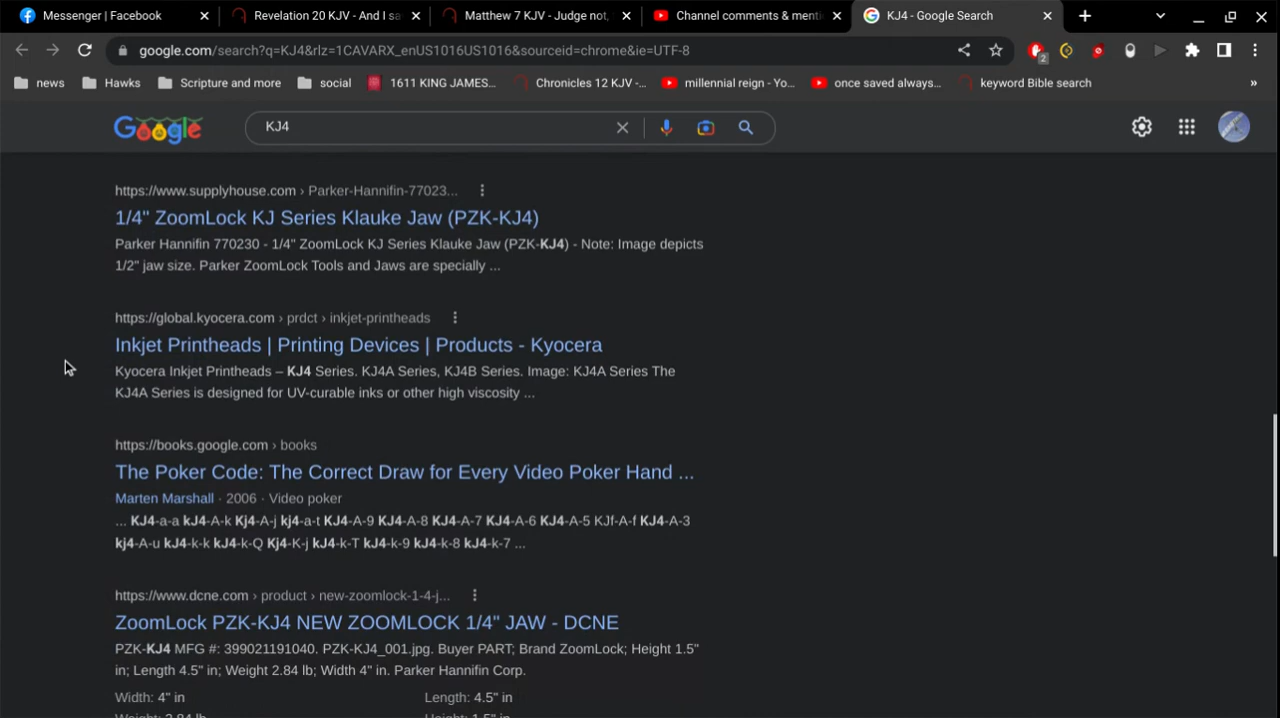 Messenger | Facebook
Revelation 20 KJV - And I sa
Matthew 7 KJV - Judge not,
Channel comments & menti
KJ4 - Google Search
google.com/search?q=KJ4&rlz=1CAVARX_enUS1016US1016&sourceid=chrome&ie=UTF-8
2
news
Hawks
Scripture and more
social
1611 KING JAMES...
Chronicles 12 KJV -...
millennial reign - Yo...
once saved always...
keyword Bible search
»
Google
KJ4
https://www.supplyhouse.com › Parker-Hannifin-77023...
1/4" ZoomLock KJ Series Klauke Jaw (PZK-KJ4)
Parker Hannifin 770230 - 1/4" ZoomLock KJ Series Klauke Jaw (PZK-KJ4) - Note: Image depicts
1/2" jaw size. Parker ZoomLock Tools and Jaws are specially ...
https://global.kyocera.com › prdct › inkjet-printheads
Inkjet Printheads | Printing Devices | Products - Kyocera
Kyocera Inkjet Printheads – KJ4 Series. KJ4A Series, KJ4B Series. Image: KJ4A Series The
KJ4A Series is designed for UV-curable inks or other high viscosity ...
https://books.google.com › books
The Poker Code: The Correct Draw for Every Video Poker Hand ...
Marten Marshall · 2006 · Video poker
... KJ4-a-a kJ4-A-k Kj4-A-j kj4-a-t KJ4-A-9 KJ4-A-8 KJ4-A-7 KJ4-A-6 KJ4-A-5 KJf-A-f KJ4-A-3
kj4-A-u kJ4-k-k kJ4-k-Q Kj4-K-j kJ4-k-T kJ4-k-9 kJ4-k-8 kJ4-k-7 ...
https://www.dcne.com › product › new-zoomlock-1-4-j...
ZoomLock PZK-KJ4 NEW ZOOMLOCK 1/4" JAW - DCNE
PZK-KJ4 MFG #: 399021191040. PZK-KJ4_001.jpg. Buyer PART; Brand ZoomLock; Height 1.5"
in; Length 4.5" in; Weight 2.84 lb; Width 4" in. Parker Hannifin Corp.
Width: 4" in
Length: 4.5" in
Weight: 2.84 lb
Height: 1.5" in